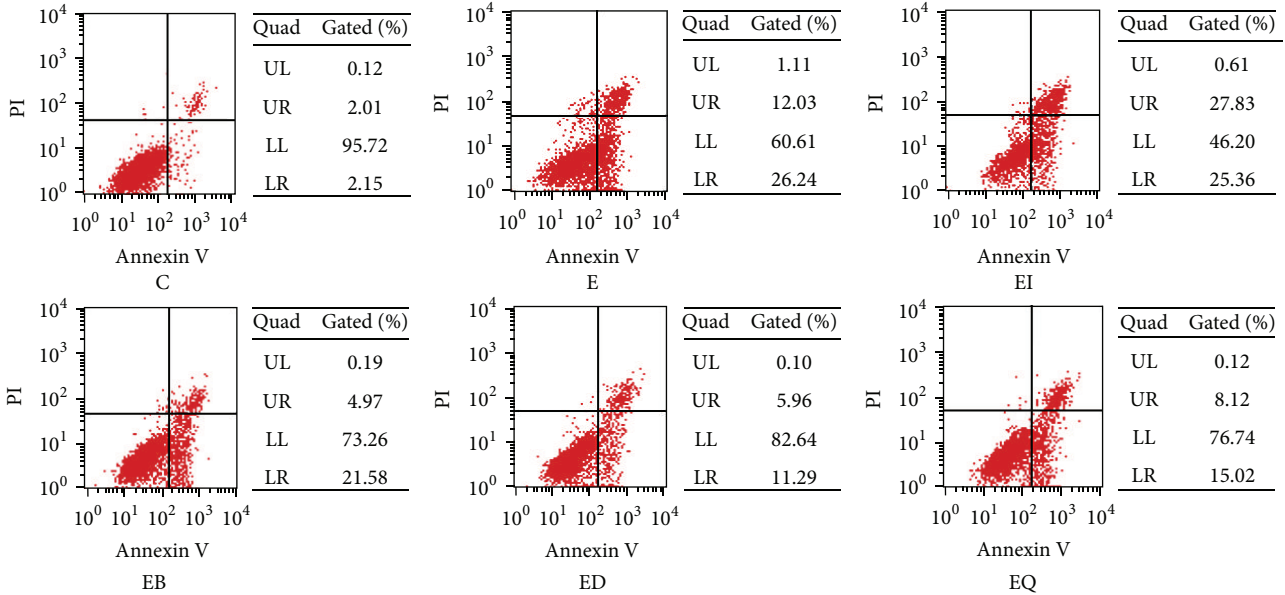 PI
10⁴
10³
10²
10¹
10⁰
10⁰ 10¹ 10² 10³ 10⁴
Annexin V
C
Quad Gated (%)
UL 0.12
UR 2.01
LL 95.72
LR 2.15
PI
10⁴
10³
10²
10¹
10⁰
10⁰ 10¹ 10² 10³ 10⁴
Annexin V
E
Quad Gated (%)
UL 1.11
UR 12.03
LL 60.61
LR 26.24
PI
10⁴
10³
10²
10¹
10⁰
10⁰ 10¹ 10² 10³ 10⁴
Annexin V
EI
Quad Gated (%)
UL 0.61
UR 27.83
LL 46.20
LR 25.36
PI
10⁴
10³
10²
10¹
10⁰
10⁰ 10¹ 10² 10³ 10⁴
Annexin V
EB
Quad Gated (%)
UL 0.19
UR 4.97
LL 73.26
LR 21.58
PI
10⁴
10³
10²
10¹
10⁰
10⁰ 10¹ 10² 10³ 10⁴
Annexin V
ED
Quad Gated (%)
UL 0.10
UR 5.96
LL 82.64
LR 11.29
PI
10⁴
10³
10²
10¹
10⁰
10⁰ 10¹ 10² 10³ 10⁴
Annexin V
EQ
Quad Gated (%)
UL 0.12
UR 8.12
LL 76.74
LR 15.02